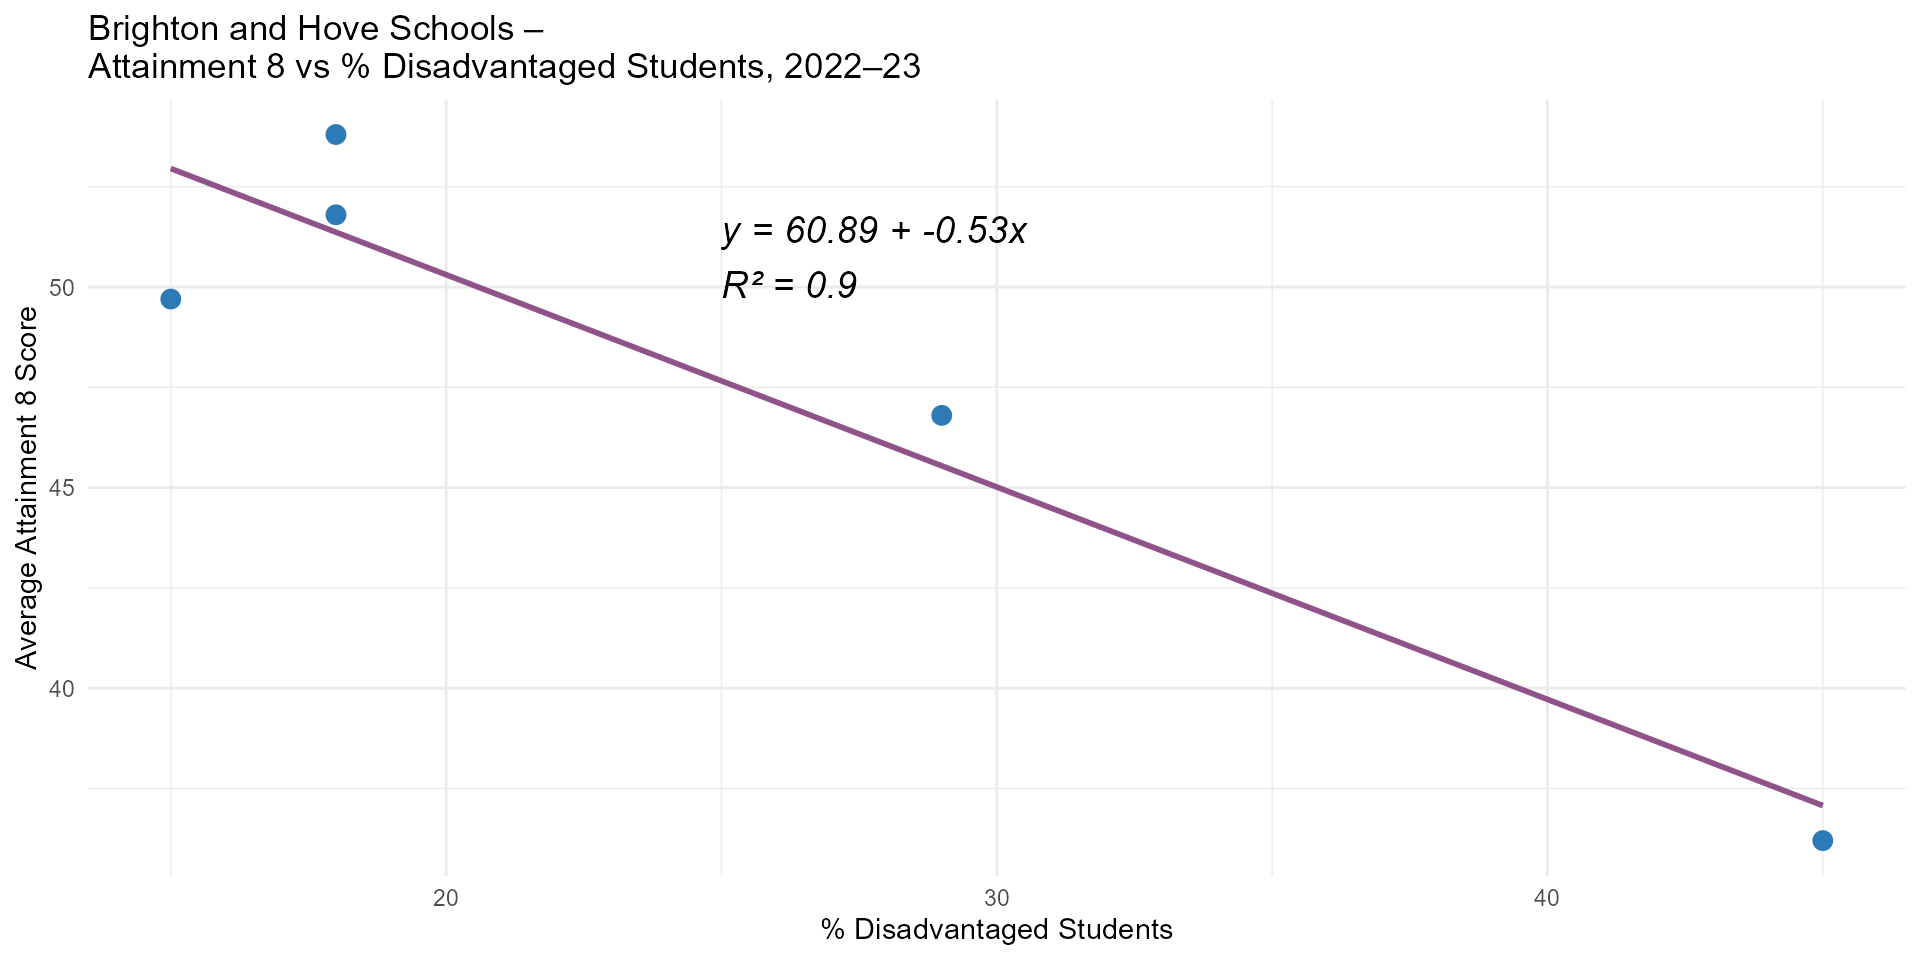 Brighton and Hove Schools –
Attainment 8 vs % Disadvantaged Students, 2022–23
y = 60.89 + -0.53x
R² = 0.9
Average Attainment 8 Score
50
45
40
20
30
40
% Disadvantaged Students